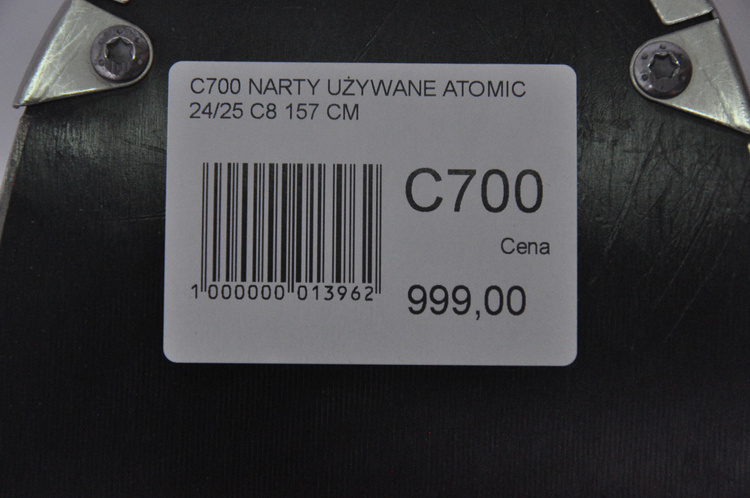 C700 NARTY UŻYWANE ATOMIC
24/25 C8 157 CM
C700
Cena
999,00
1 000000 013962